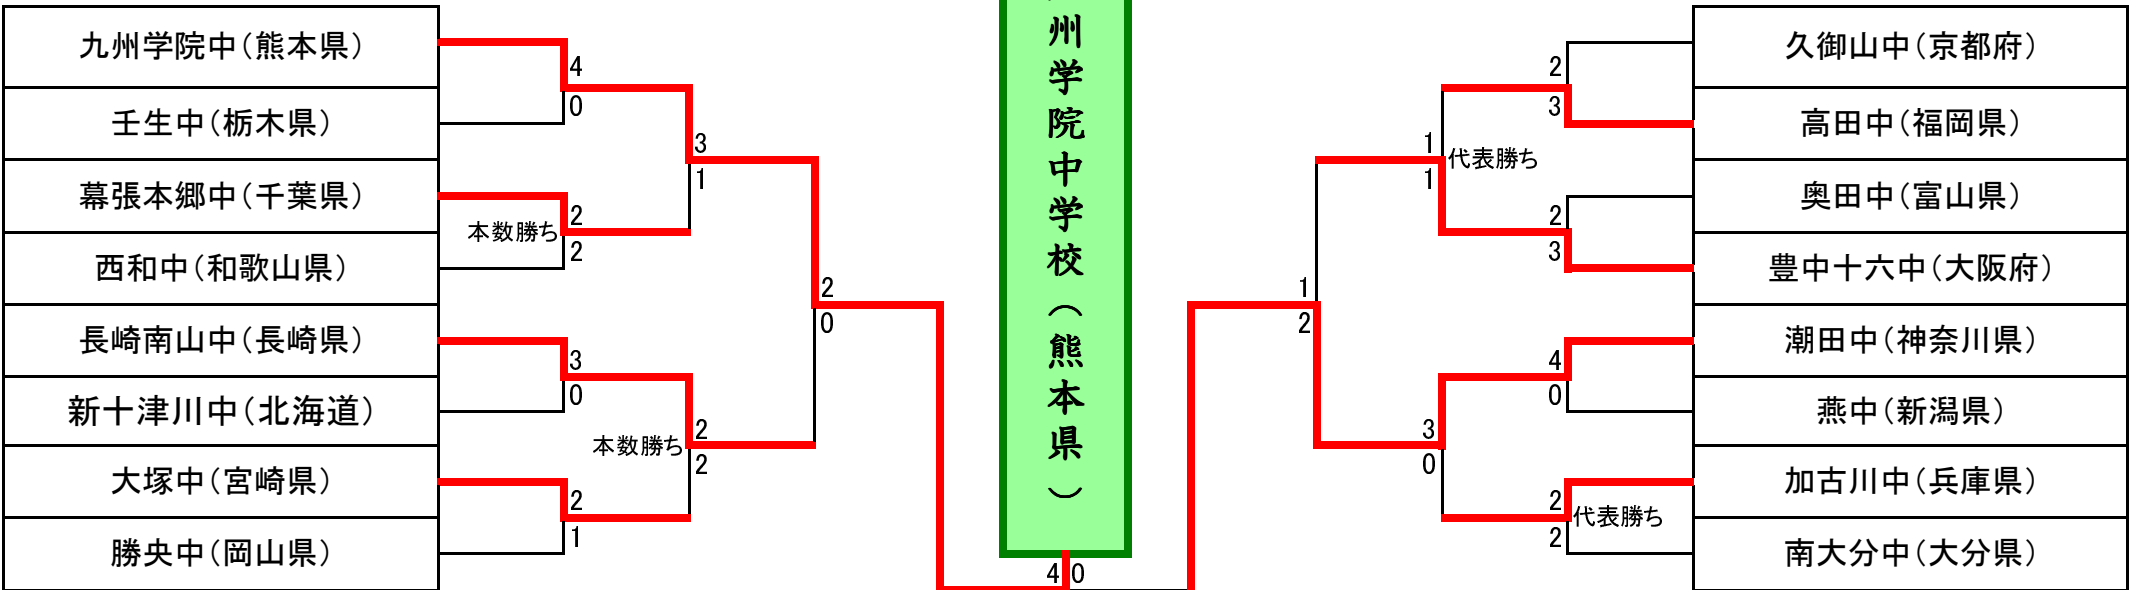 九州学院中（熊本県）
壬生中（栃木県）
幕張本郷中（千葉県）
西和中（和歌山県）
長崎南山中（長崎県）
新十津川中（北海道）
大塚中（宮崎県）
勝央中（岡山県）
4
0
2
本数勝ち
2
3
0
2
1
3
1
2
本数勝ち
2
2
0
州学院中学校（熊本県）
4 0
1
2
1
代表勝ち
1
3
0
2
3
2
3
4
0
2
代表勝ち
2
久御山中（京都府）
高田中（福岡県）
奥田中（富山県）
豊中十六中（大阪府）
潮田中（神奈川県）
燕中（新潟県）
加古川中（兵庫県）
南大分中（大分県）